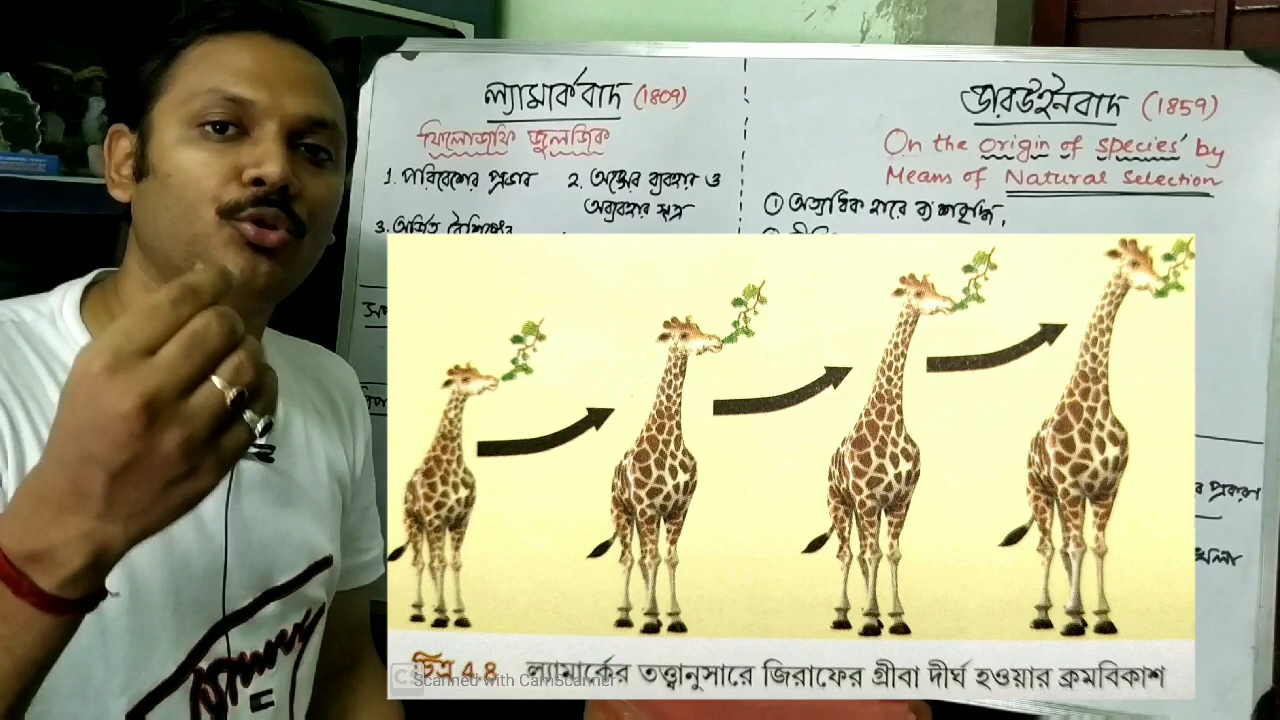 ল্যামার্কবাদ (1809)
ফিলোজফি জুলজিক
1. পরিবেশের প্রভাব
2. অঙ্গের ব্যবহার ও
অব্যবহার সূত্র
3. অর্জিত বৈশিষ্ট্যের
ডারউইনবাদ (1859)
On the origin of species' by
Means of Natural Selection
① অত্যধিক হারে বংশবৃদ্ধি,
চিত্র 4.8 ল্যামার্কের তত্ত্বানুসারে জিরাফের গ্রীবা দীর্ঘ হওয়ার ক্রমবিকাশ
Scanned with CamScanner